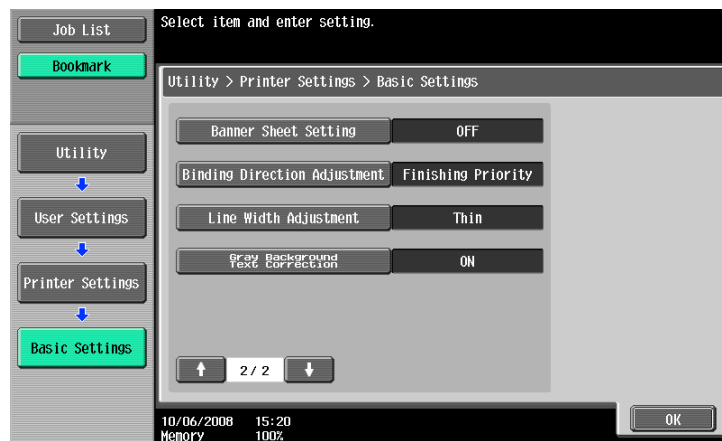 Job List
Bookmark
Select item and enter setting.
Utility > Printer Settings > Basic Settings
Utility
User Settings
Printer Settings
Basic Settings
Banner Sheet Setting OFF
Binding Direction Adjustment Finishing Priority
Line Width Adjustment Thin
Gray Background
Text Correction ON
2/2
10/06/2008 15:20
Memory 100%
OK